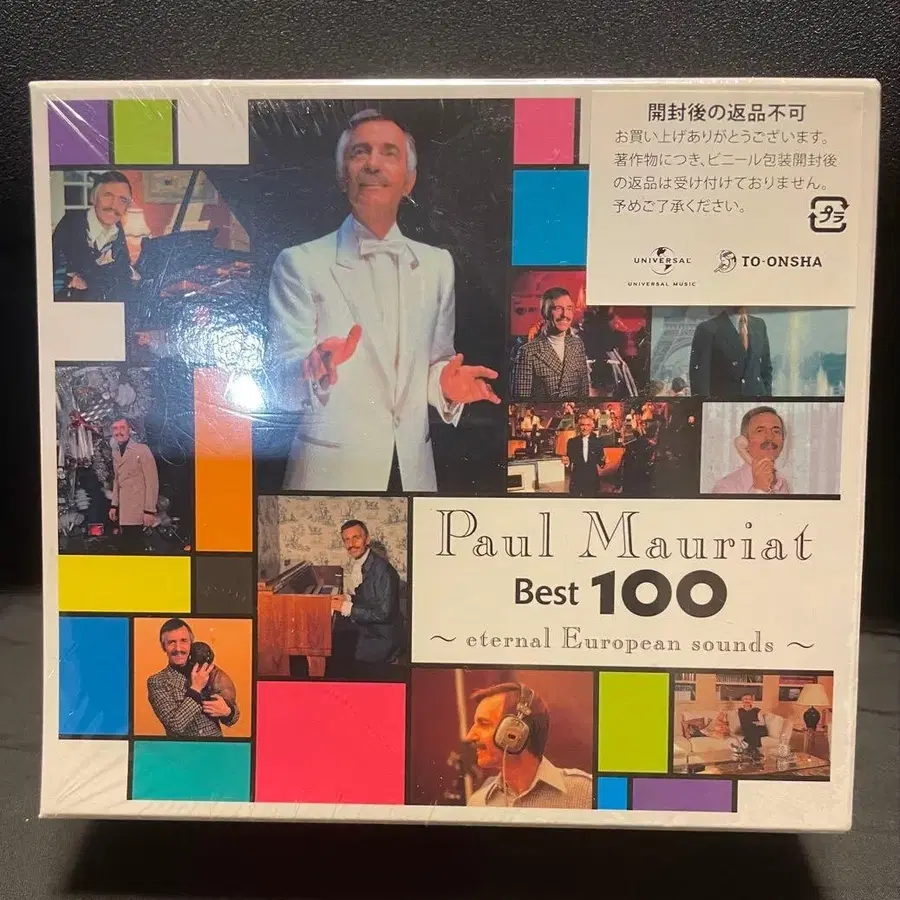 開封後の返品不可
お買い上げありがとうございます。
著作物につき、ビニール包装開封後
の返品は受け付けておりません。
予めご了承ください。
プラ
UNIVERSAL
UNIVERSAL MUSIC
TO-ONSHA
Paul Mauriat
Best 100
～ eternal European sounds ～